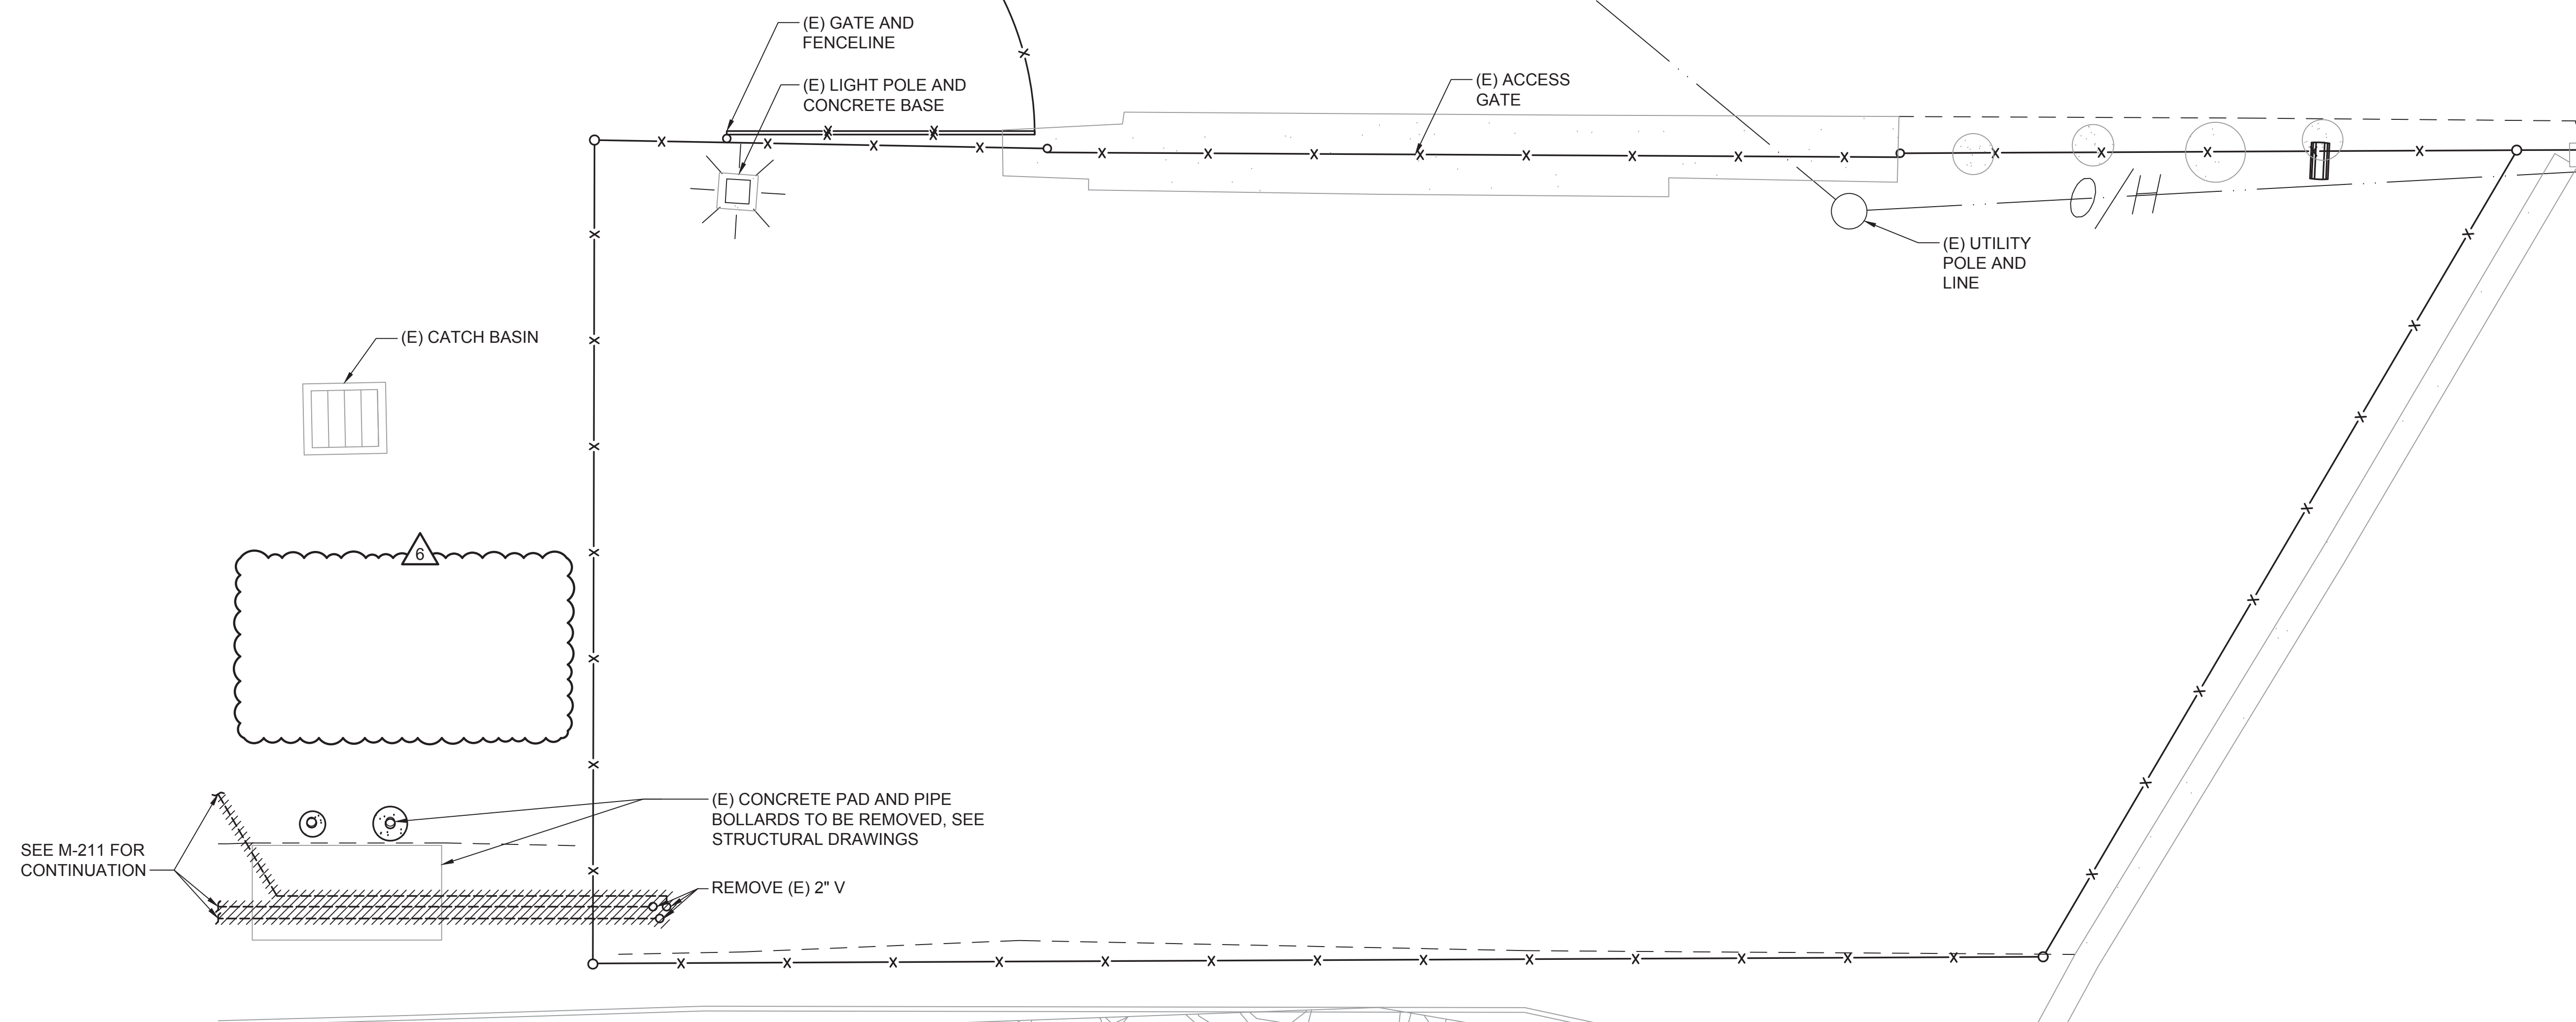 (E) GATE AND
FENCELINE
(E) LIGHT POLE AND
CONCRETE BASE
(E) ACCESS
GATE
(E) UTILITY
POLE AND
LINE
(E) CATCH BASIN
6
(E) CONCRETE PAD AND PIPE
BOLLARDS TO BE REMOVED, SEE
STRUCTURAL DRAWINGS
SEE M-211 FOR
CONTINUATION
REMOVE (E) 2" V